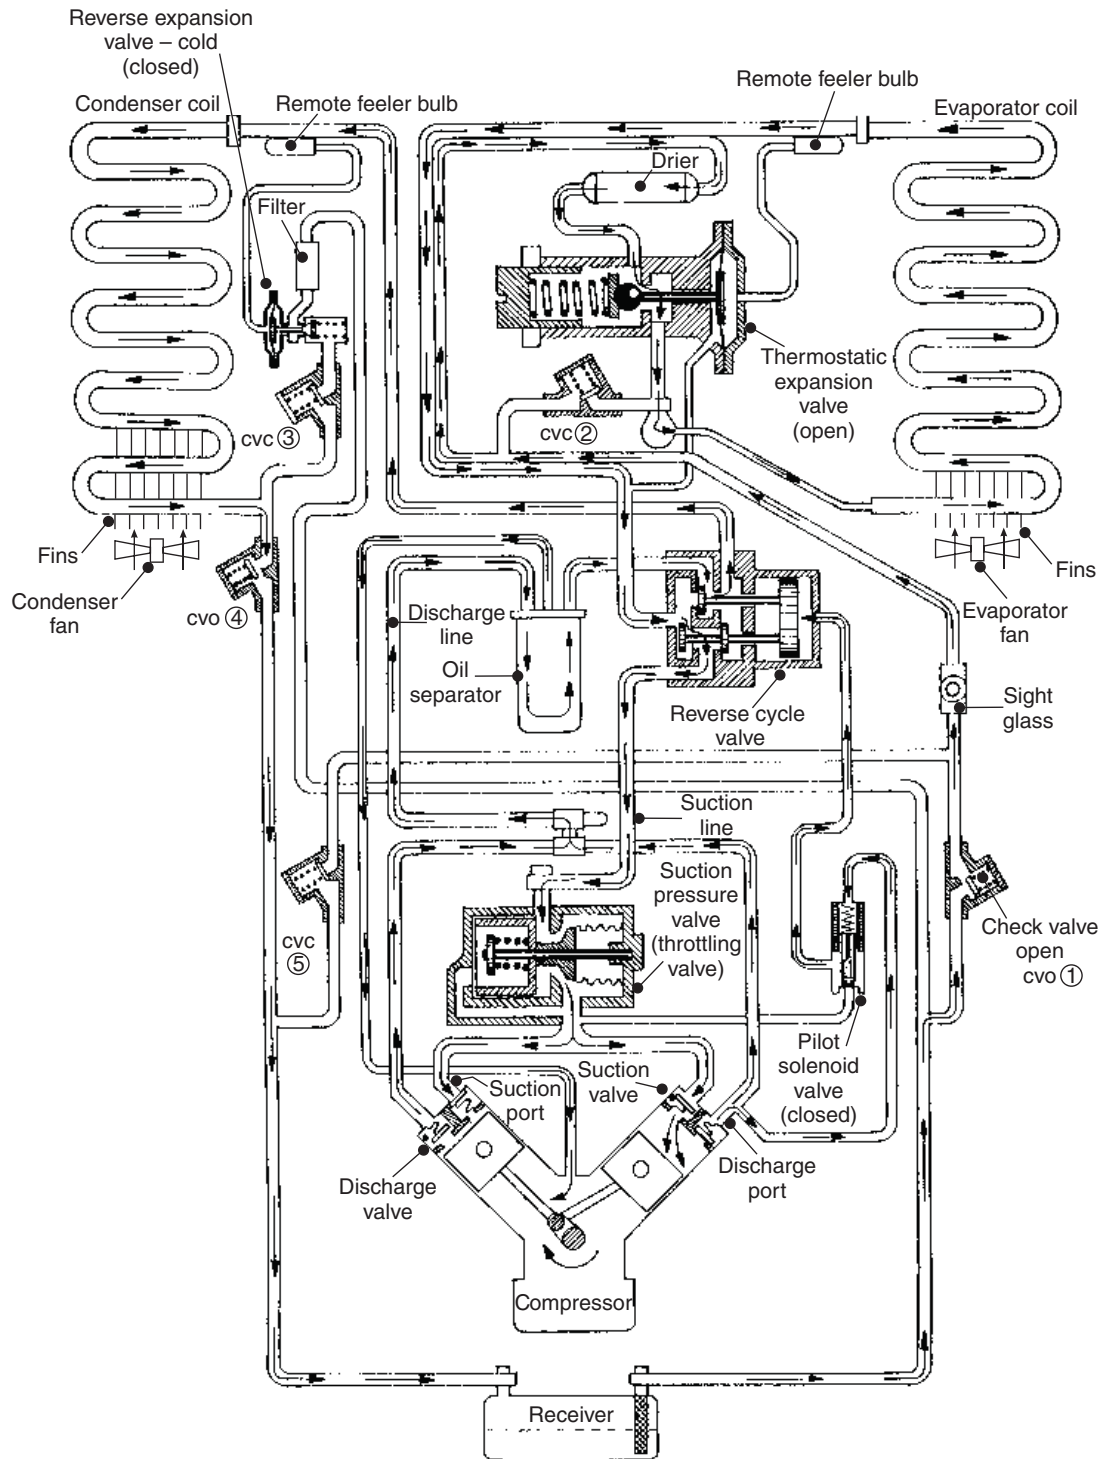 Reverse expansion
valve – cold
(closed)
Condenser coil
Remote feeler bulb
Remote feeler bulb
Evaporator coil
Drier
Filter
Thermostatic
expansion
valve
(open)
cvc ③
cvc ②
Fins
Condenser
fan
cvo ④
Discharge
line
Oil
separator
Reverse cycle
valve
Fins
Evaporator
fan
Sight
glass
Suction
line
Suction
pressure
valve
(throttling
valve)
cvc
⑤
Check valve
open
cvo ①
Pilot
solenoid
valve
(closed)
Suction
port
Suction
valve
Discharge
valve
Discharge
port
Compressor
Receiver